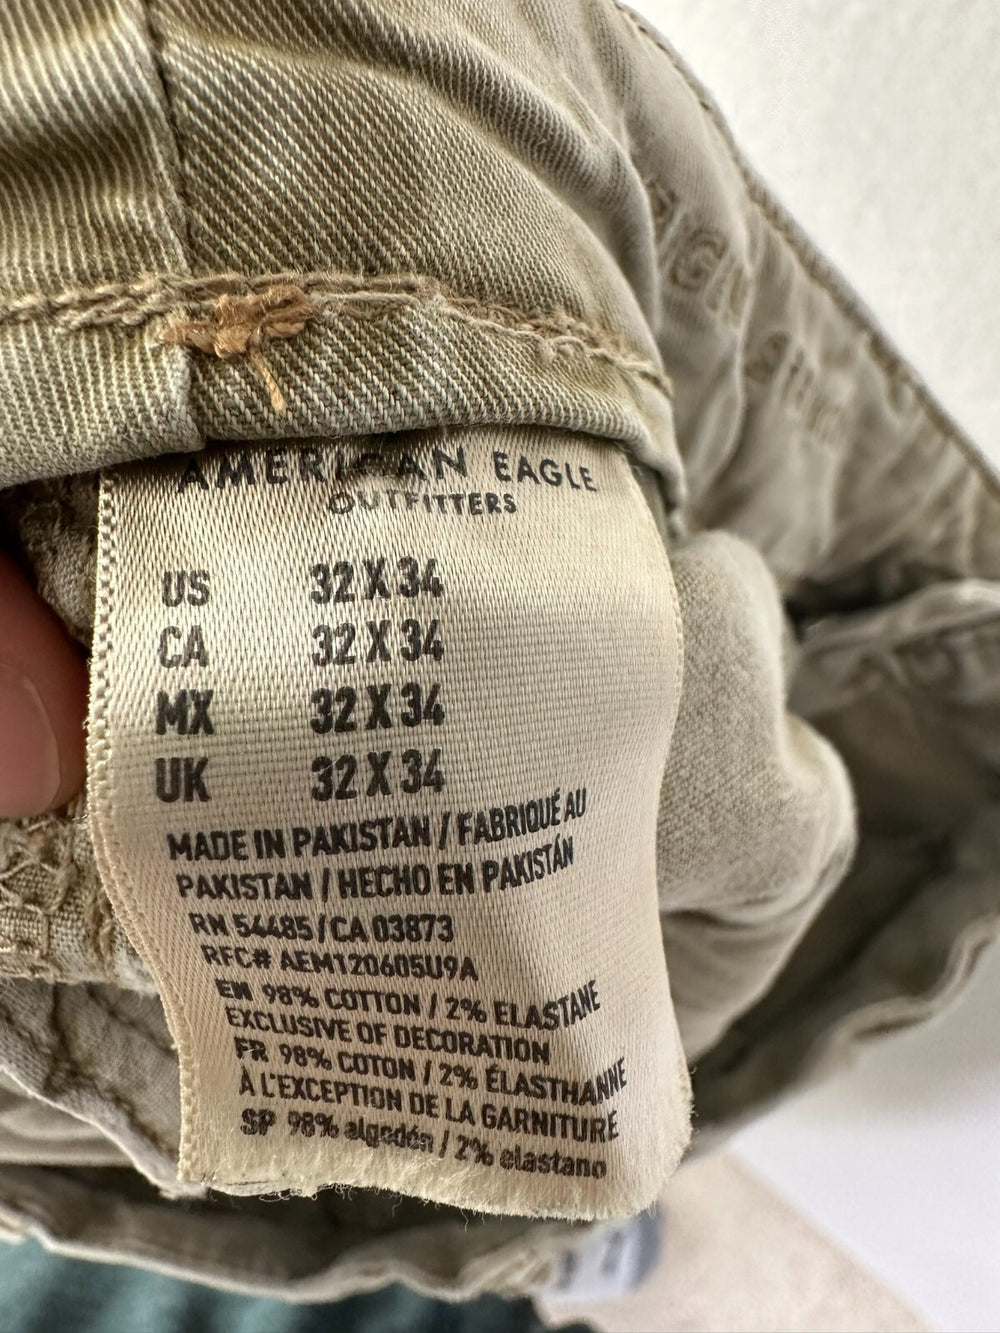 AMERICAN EAGLE
OUTFITTERS
US 32 X 34
CA 32 X 34
MX 32 X 34
UK 32 X 34
MADE IN PAKISTAN / FABRIQUÉ AU
PAKISTAN / HECHO EN PAKISTÁN
RN 54485 / CA 03873
RFC# AEM120605U9A
EN 98% COTTON / 2% ELASTANE
EXCLUSIVE OF DECORATION
FR 98% COTON / 2% ÉLASTHANNE
À L'EXCEPTION DE LA GARNITURE
SP 98% algodón / 2% elastano